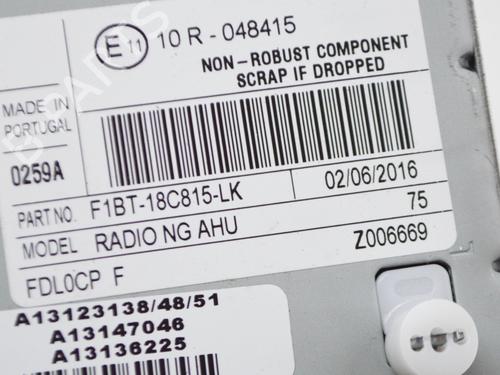 E 11 10 R - 048415
NON - ROBUST COMPONENT
SCRAP IF DROPPED
MADE IN
PORTUGAL
0259A
PART NO. F1BT-18C815-LK 02/06/2016
MODEL RADIO NG AHU 75
FDL0CP F Z006669
A13123138/48/51
A13147046
A13136225